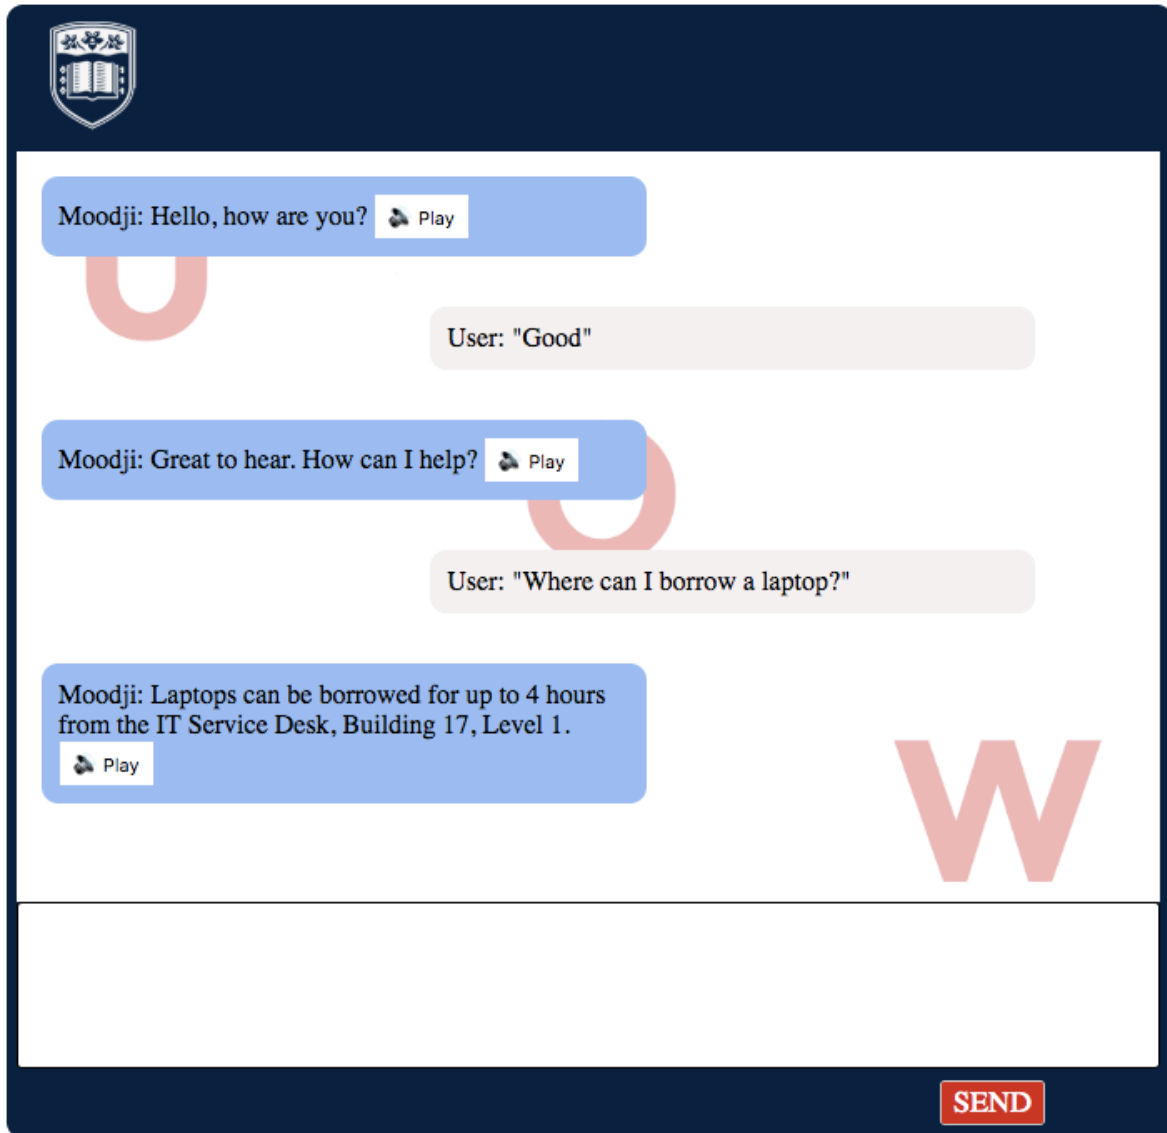 Moodji: Hello, how are you? Play
U
User: "Good"
Moodji: Great to hear. How can I help? Play
O
User: "Where can I borrow a laptop?"
Moodji: Laptops can be borrowed for up to 4 hours
from the IT Service Desk, Building 17, Level 1.
Play
W
SEND